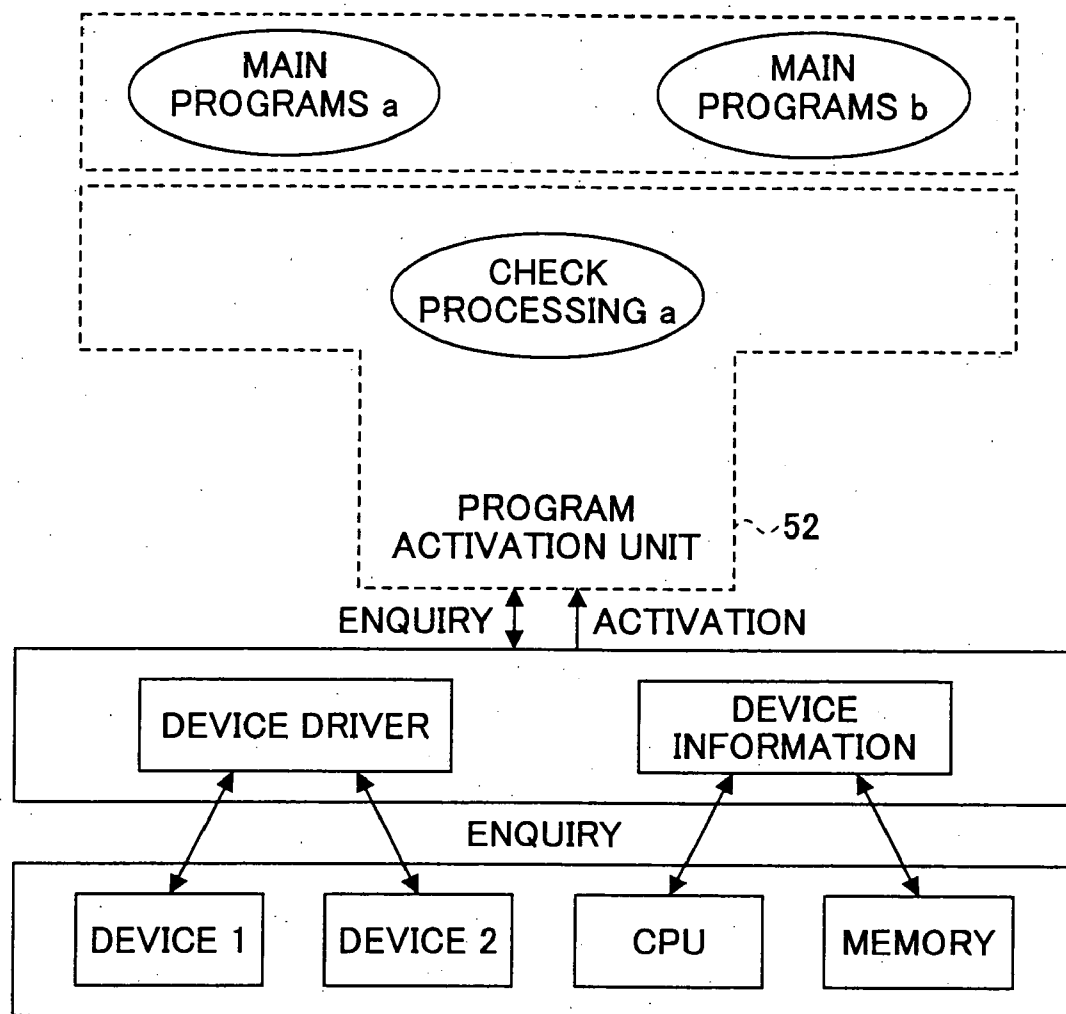 MAIN
PROGRAMS a
MAIN
PROGRAMS b
CHECK
PROCESSING a
PROGRAM
ACTIVATION UNIT
52
ENQUIRY
ACTIVATION
DEVICE DRIVER
DEVICE
INFORMATION
ENQUIRY
DEVICE 1
DEVICE 2
CPU
MEMORY